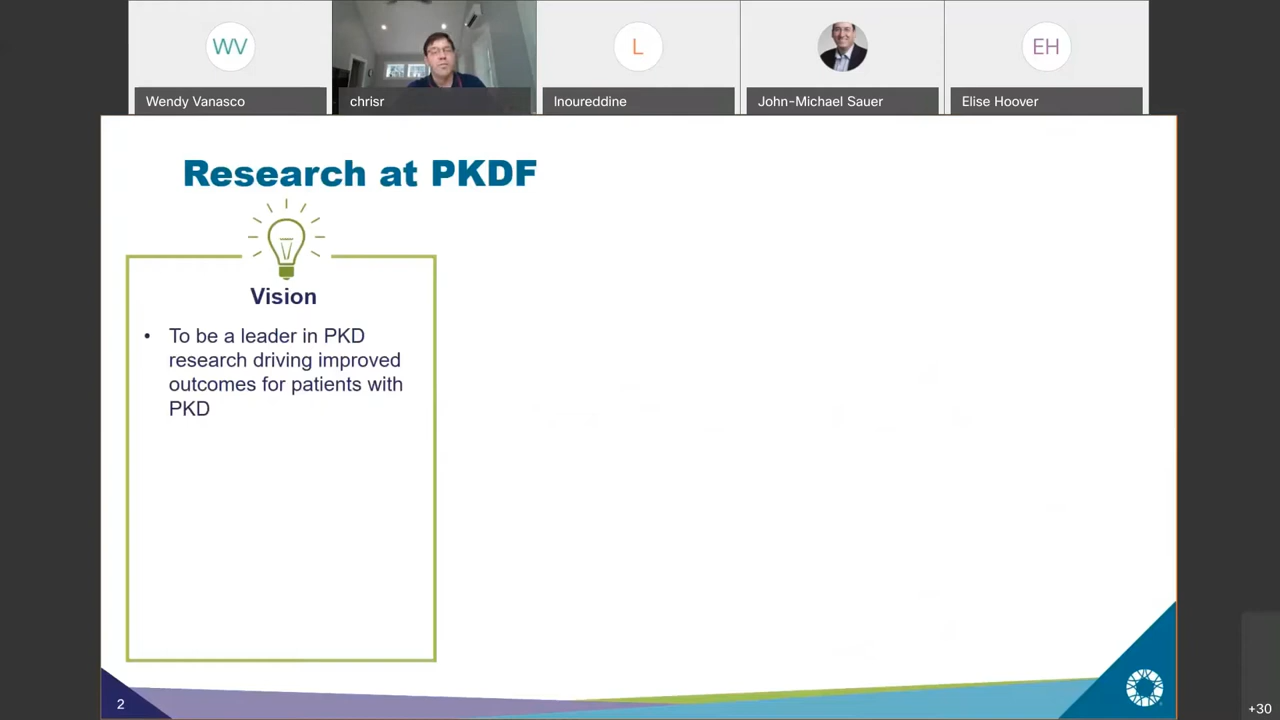 WV
L
EH
Wendy Vanasco
chrisr
lnoureddine
John-Michael Sauer
Elise Hoover
Research at PKDF
Vision
• To be a leader in PKD
research driving improved
outcomes for patients with
PKD
2
+30